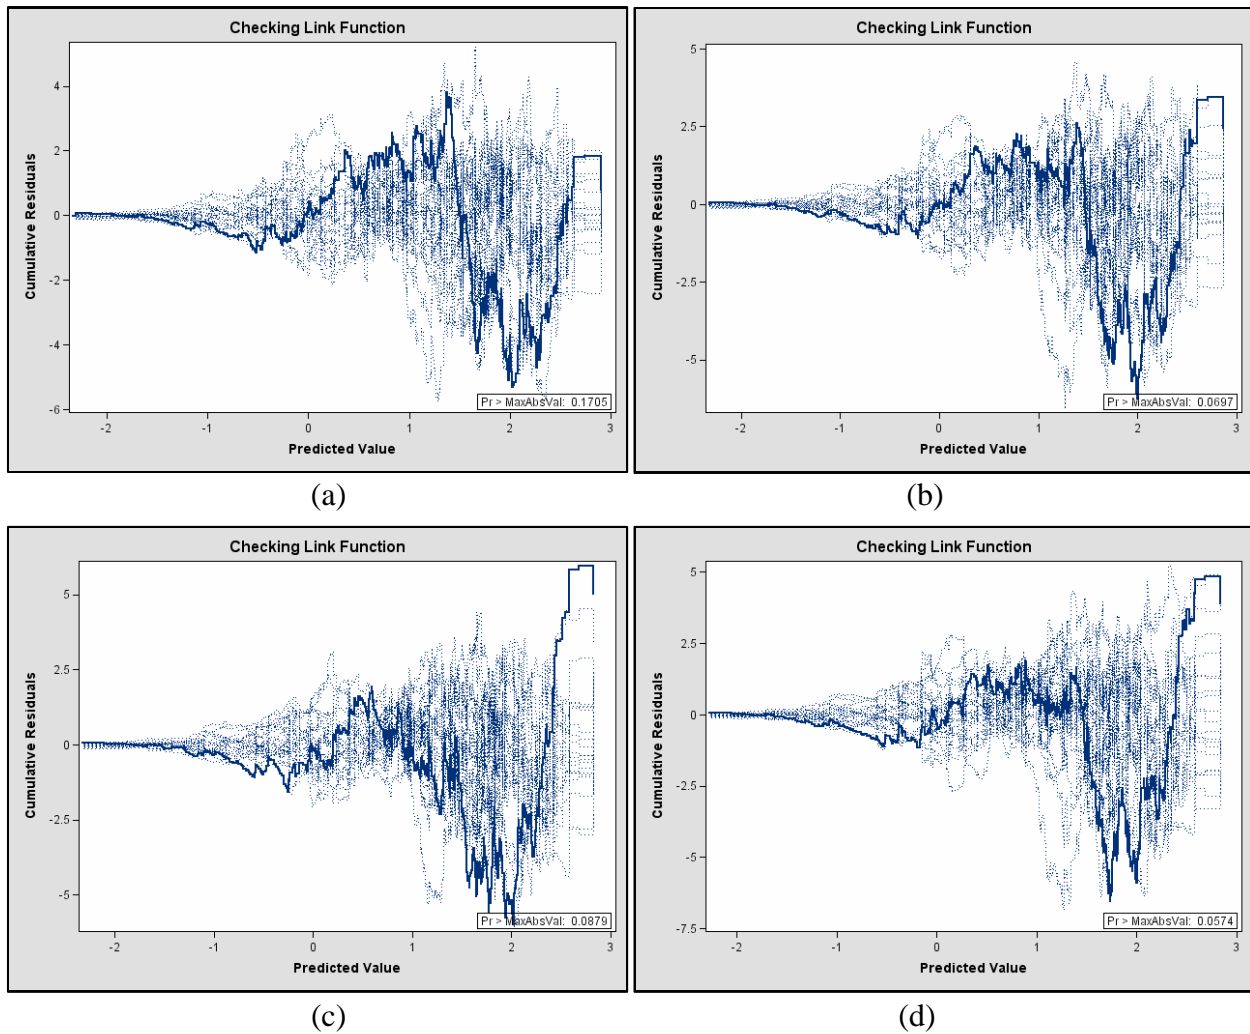 Checking Link Function
Cumulative Residuals
4
2
0
-2
-4
-6
Pr > MaxAbsVal: 0.1705
-2 -1 0 1 2 3
Predicted Value
(a)
Checking Link Function
Cumulative Residuals
5
2.5
0
-2.5
-5
Pr > MaxAbsVal: 0.0697
-2 -1 0 1 2 3
Predicted Value
(b)
Checking Link Function
Cumulative Residuals
5
2.5
0
-2.5
-5
Pr > MaxAbsVal: 0.0879
-2 -1 0 1 2 3
Predicted Value
(c)
Checking Link Function
Cumulative Residuals
5
2.5
0
-2.5
-5
-7.5
Pr > MaxAbsVal: 0.0574
-2 -1 0 1 2 3
Predicted Value
(d)